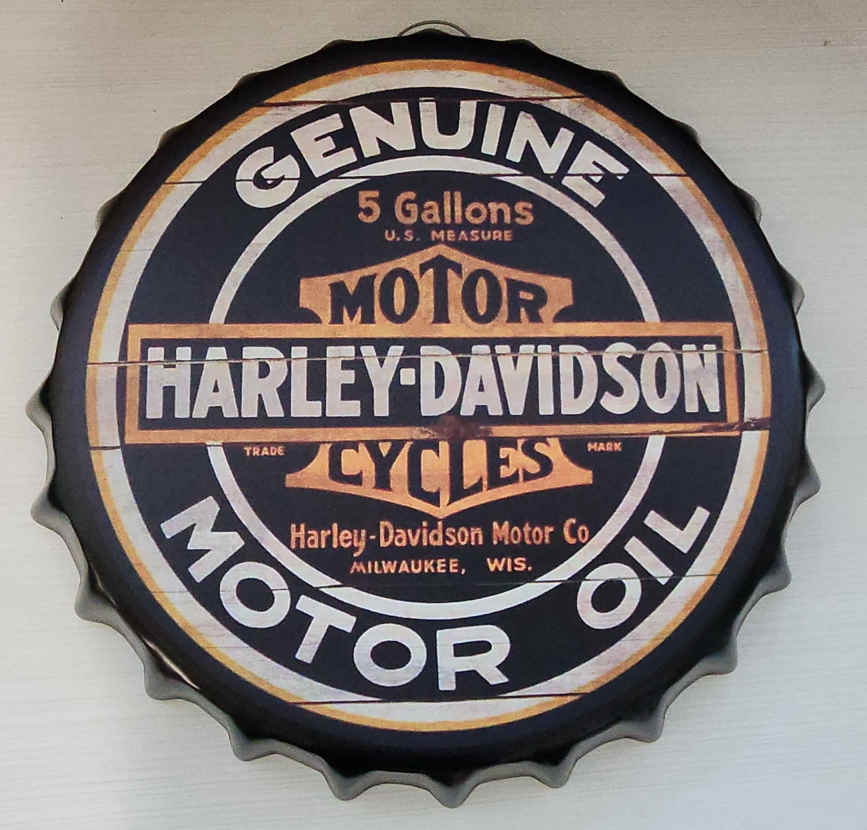 GENUINE
5 Gallons
U.S. MEASURE
MOTOR
HARLEY-DAVIDSON
TRADE CYCLES MARK
Harley-Davidson Motor Co
MILWAUKEE, WIS.
MOTOR OIL